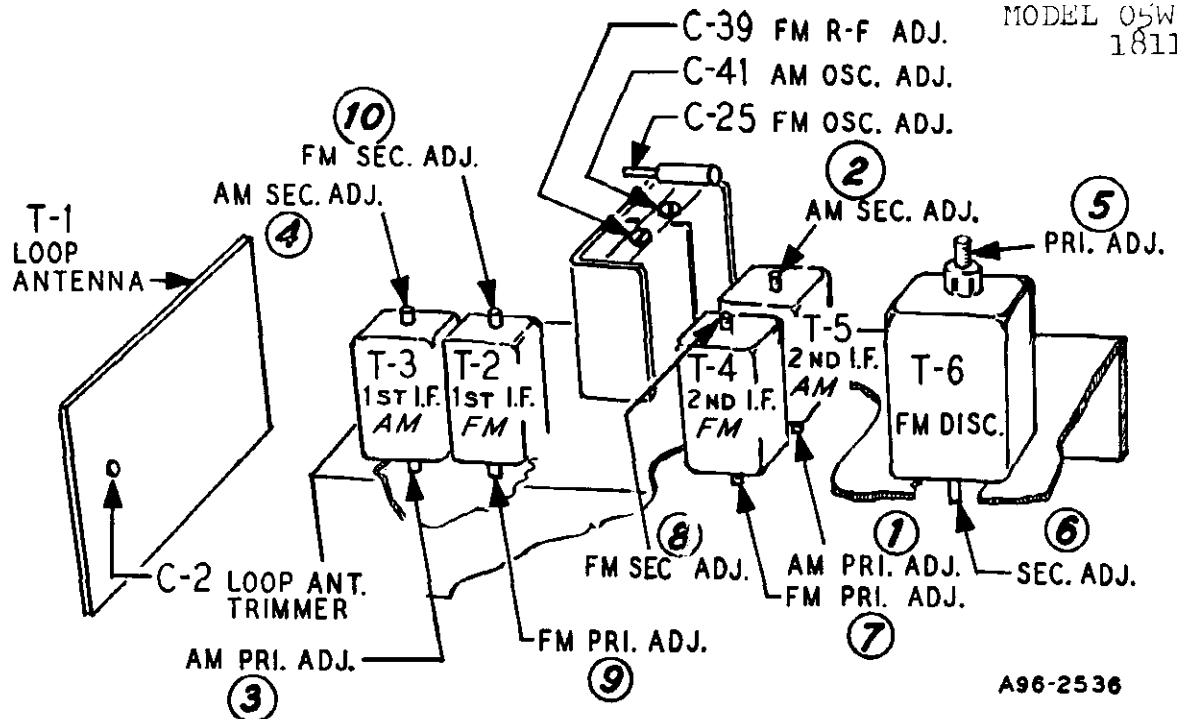 MODEL 05W
1811
C-39 FM R-F ADJ.
C-41 AM OSC. ADJ.
C-25 FM OSC. ADJ.
10
FM SEC. ADJ.
2
AM SEC. ADJ.
AM SEC. ADJ.
4
5
PRI. ADJ.
T-1
LOOP
ANTENNA
T-3
1ST I.F.
AM
T-2
1ST I.F.
FM
T-4
2ND I.F.
FM
T-5
2ND I.F.
AM
T-6
FM DISC.
8
FM SEC ADJ.
1
AM PRI. ADJ.
FM PRI. ADJ.
7
6
SEC. ADJ.
C-2 LOOP ANT.
TRIMMER
AM PRI. ADJ.
3
FM PRI. ADJ.
9
A96-2536